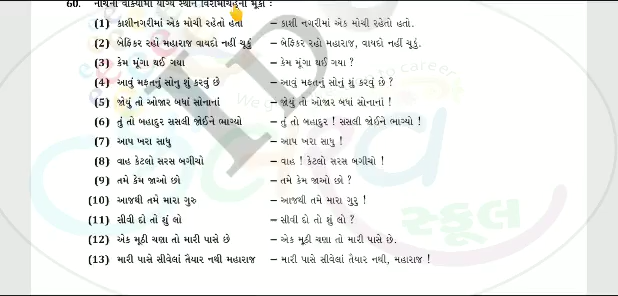 60. નીચેનાં વાક્યોમાં યોગ્ય સ્થાને વિરામચિહ્નો મૂકો :
(1) કાશીનગરીમાં એક મોચી રહેતો હતો – કાશી નગરીમાં એક મોચી રહેતો હતો.
(2) બેફિકર રહો મહારાજ વાયદો નહીં ચૂકું – બેફિકર રહો મહારાજ, વાયદો નહીં ચૂકું.
(3) કેમ મૂંગા થઈ ગયા – કેમ મૂંગા થઈ ગયા ?
(4) આવું મફતનું સોનું શું કરવું છે – આવું મફતનું સોનું શું કરવું છે ?
(5) જોયું તો ઓજાર બધાં સોનાનાં – જોયું તો ઓજાર બધાં સોનાનાં !
(6) તું તો બહાદુર સસલી જોઈને ભાગ્યો – તું તો બહાદુર ! સસલી જોઈને ભાગ્યો !
(7) આપ ખરા સાધુ – આપ ખરા સાધુ !
(8) વાહ કેટલો સરસ બગીચો – વાહ ! કેટલો સરસ બગીચો !
(9) તમે કેમ જાઓ છો – તમે કેમ જાઓ છો ?
(10) આજથી તમે મારા ગુરુ – આજથી તમે મારા ગુરુ !
(11) સીવી દો તો શું લો – સીવી દો તો શું લો ?
(12) એક મૂઠી ચણા તો મારી પાસે છે – એક મૂઠી ચણા તો મારી પાસે છે.
(13) મારી પાસે સીવેલાં તૈયાર નથી મહારાજ – મારી પાસે સીવેલાં તૈયાર નથી, મહારાજ !
સ્કૂલ